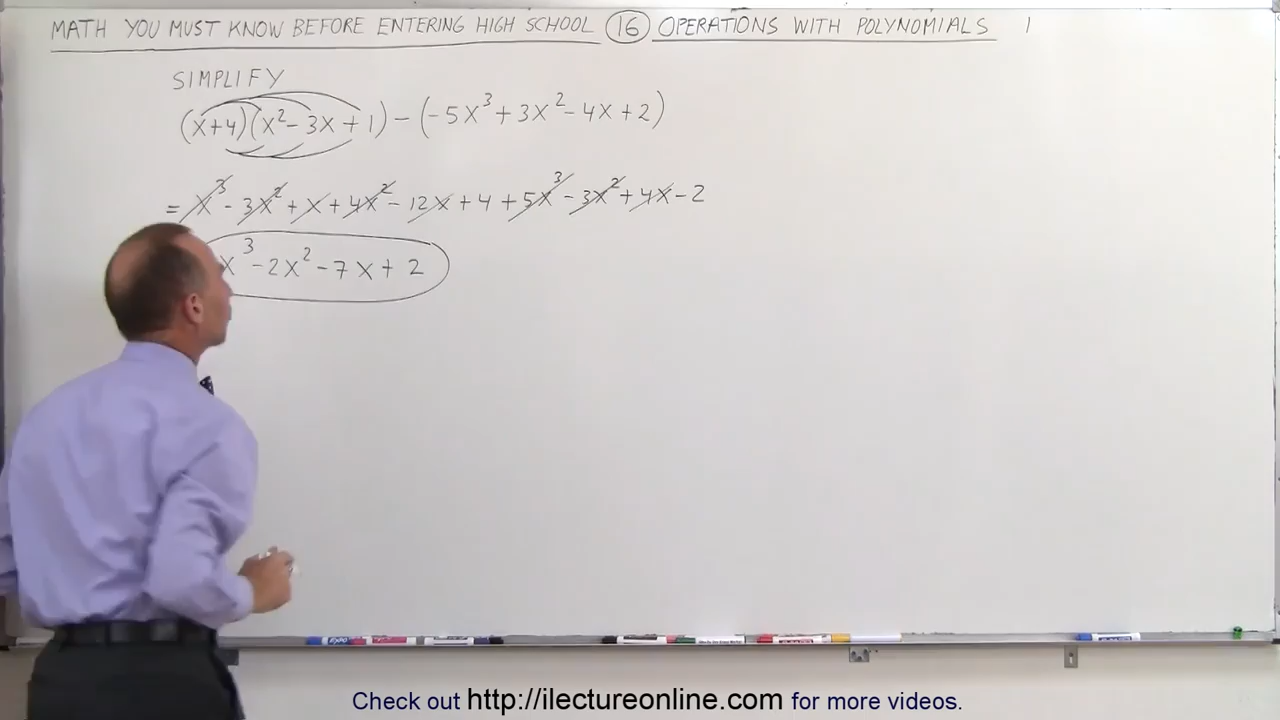 MATH YOU MUST KNOW BEFORE ENTERING HIGH SCHOOL (16) OPERATIONS WITH POLYNOMIALS 1
SIMPLIFY
(x+4)(x²-3x+1)-(-5x³+3x²-4x+2)
= x³-3x²+x+4x²-12x+4+5x³-3x²+4x-2
x³-2x²-7x+2
Check out http://ilectureonline.com for more videos.